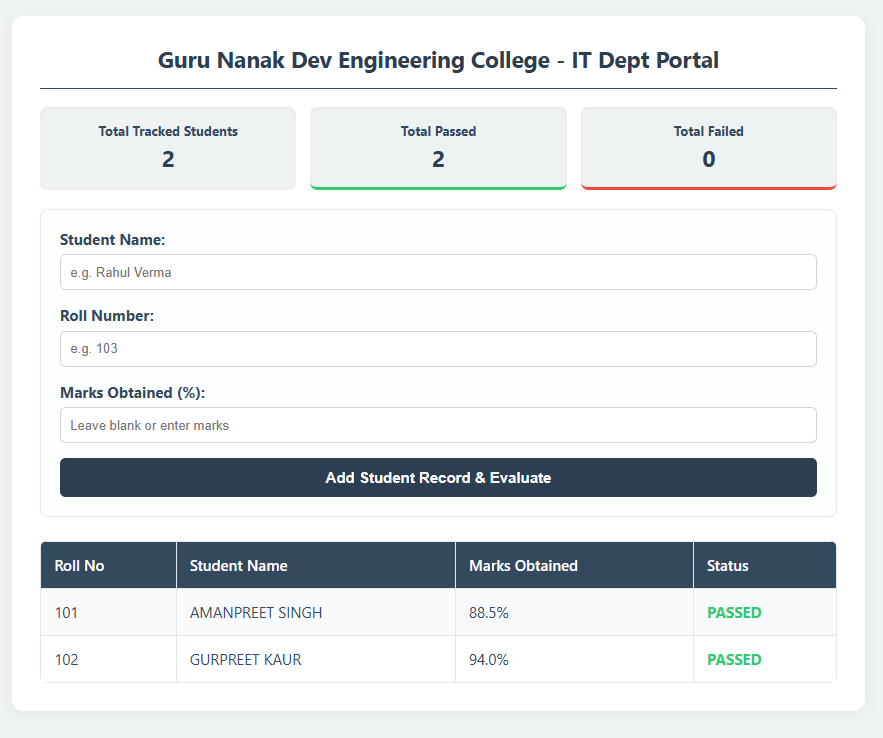 Guru Nanak Dev Engineering College - IT Dept Portal
Total Tracked Students
2
Total Passed
2
Total Failed
0
Student Name:
e.g. Rahul Verma
Roll Number:
e.g. 103
Marks Obtained (%):
Leave blank or enter marks
Add Student Record & Evaluate
Roll No Student Name Marks Obtained Status
101 AMANPREET SINGH 88.5% PASSED
102 GURPREET KAUR 94.0% PASSED